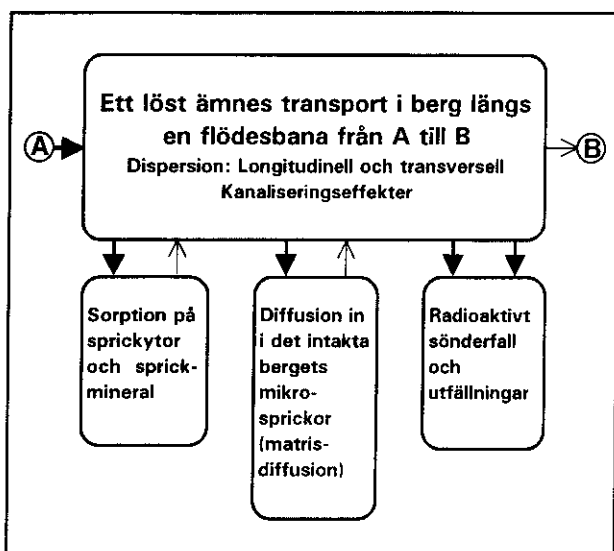 Ett löst ämnes transport i berg längs
en flödesbana från A till B
Dispersion: Longitudinell och transversell
Kanaliseringseffekter
A
B
Sorption på
sprickytor
och sprick-
mineral
Diffusion in
i det intakta
bergets
mikro-
sprickor
(matris-
diffusion)
Radioaktivt
sönderfall
och
utfällningar